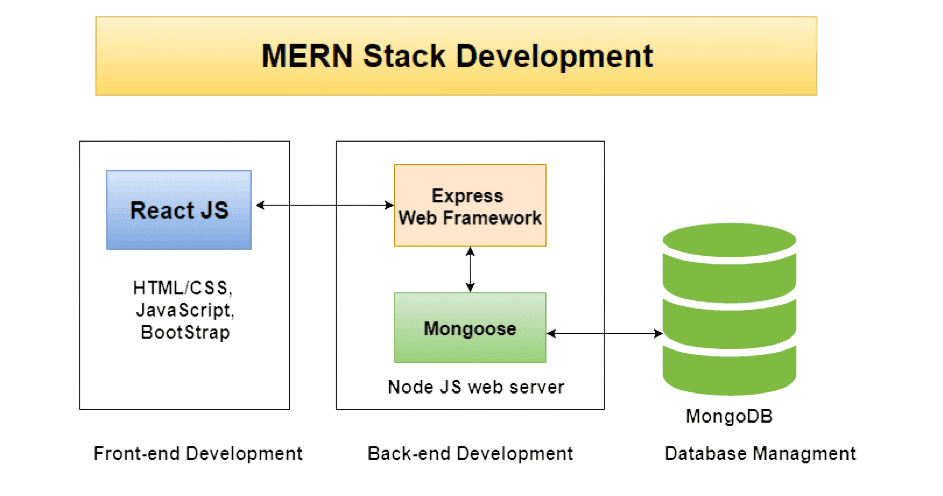 MERN Stack Development
React JS
HTML/CSS,
JavaScript,
BootStrap
Front-end Development
Express
Web Framework
Mongoose
Node JS web server
Back-end Development
MongoDB
Database Managment